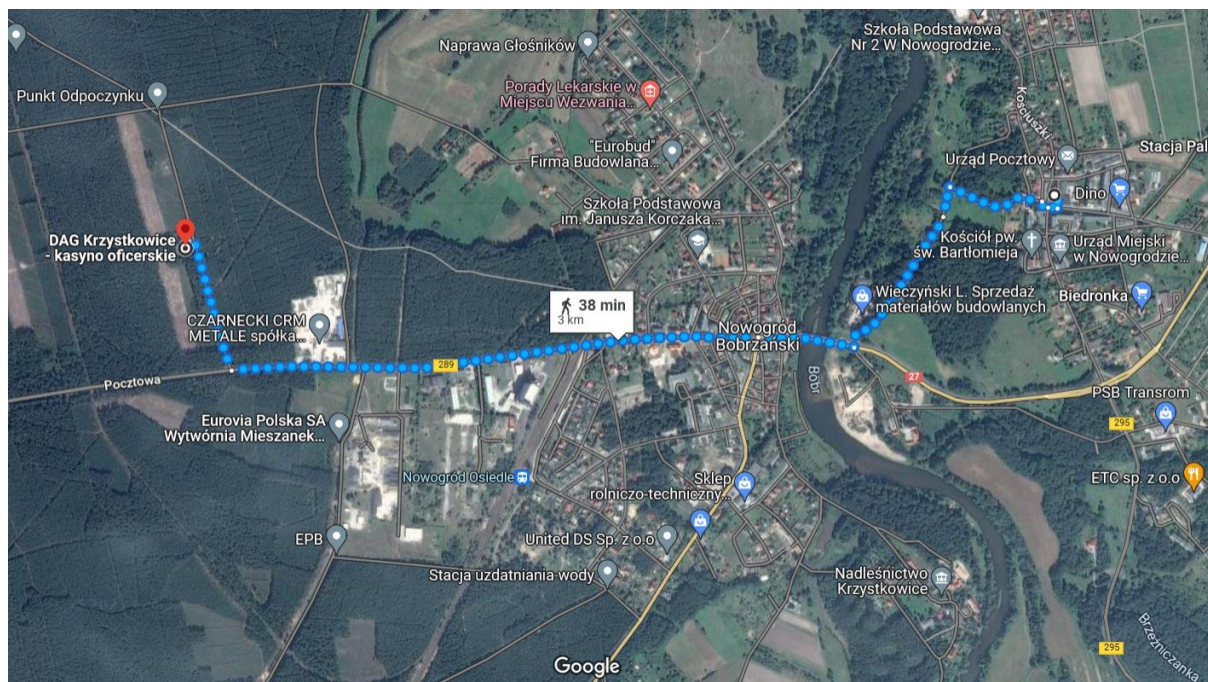 Szkoła Podstawowa
Nr 2 W Nowogrodzie...
Naprawa Głośników
Porady Lekarskie w
Miejscu Wezwania...
Punkt Odpoczynku
Kościuszki
"Eurobud"
Firma Budowlana...
Urząd Pocztowy
Stacja Pal
Dino
Szkoła Podstawowa
im. Janusza Korczaka...
DAG Krzystkowice
- kasyno oficerskie
Kościół pw.
św. Bartłomieja
Urząd Miejski
w Nowogrodzie...
Wieczyński L. Sprzedaż
materiałów budowlanych
Biedronka
38 min
3 km
CZARNECKI CRM
METALE spółka...
Nowogród
Bobrzański
289
Pocztowa
Bóbr
27
PSB Transrom
295
Eurovia Polska SA
Wytwórnia Mieszanek...
Nowogród Osiedle
Sklep
rolniczo-techniczny...
ETC sp. z o.o
EPB
United DS Sp. z o.o
Stacja uzdatniania wody
Nadleśnictwo
Krzystkowice
Brzeźniczanka
295
Google